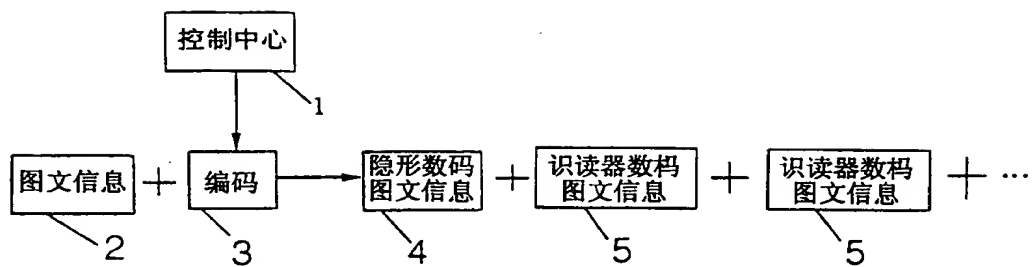 控制中心
1
图文信息 + 编码
隐形数码
图文信息
+
识读器数码
图文信息
+
识读器数码
图文信息
+ ...
2
3
4
5
5